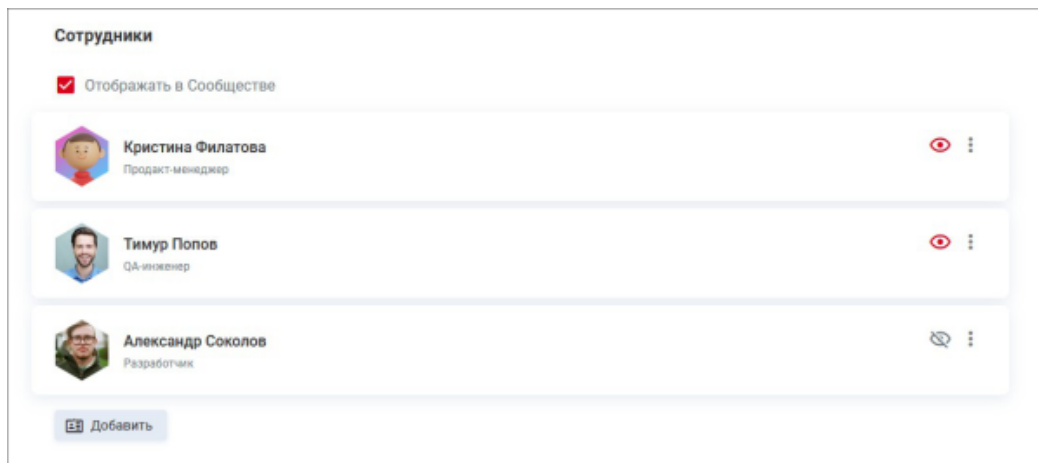 Сотрудники
Отображать в Сообществе
Кристина Филатова
Продакт-менеджер
Тимур Попов
QA-инженер
Александр Соколов
Разработчик
Добавить